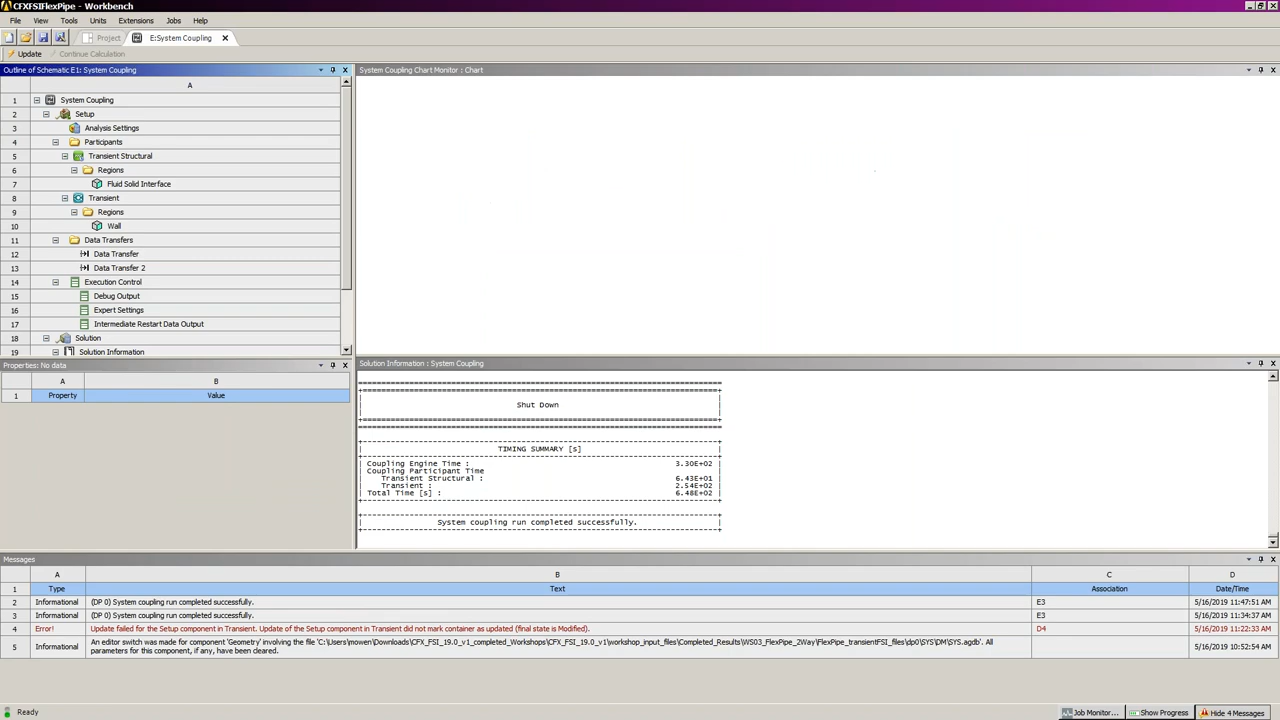 CFXFSIFlexPipe - Workbench
File View Tools Units Extensions Jobs Help
Project E:System Coupling
Update Continue Calculation
Outline of Schematic E1: System Coupling
A
1 System Coupling
2 Setup
3 Analysis Settings
4 Participants
5 Transient Structural
6 Regions
7 Fluid Solid Interface
8 Transient
9 Regions
10 Wall
11 Data Transfers
12 Data Transfer
13 Data Transfer 2
14 Execution Control
15 Debug Output
16 Expert Settings
17 Intermediate Restart Data Output
18 Solution
19 Solution Information
Properties: No data
A B
1 Property Value
System Coupling Chart Monitor : Chart
Solution Information : System Coupling
Shut Down
TIMING SUMMARY [s]
Coupling Engine Time : 3.30E+02
Coupling Participant Time
Transient Structural : 6.43E+01
Transient : 2.54E+02
Total Time [s] : 6.48E+02
System coupling run completed successfully.
Messages
A B C D
1 Type Text Association Date/Time
2 Informational (DP 0) System coupling run completed successfully. E3 5/16/2019 11:47:51 AM
3 Informational (DP 0) System coupling run completed successfully. E3 5/16/2019 11:34:37 AM
4 Error! Update failed for the Setup component in Transient. Update of the Setup component in Transient did not mark container as updated (final state is Modified). D4 5/16/2019 11:22:33 AM
5 Informational An editor switch was made for component 'Geometry' involving the file 'C:\Users\mowen\Downloads\CFX_FSI_19.0_v1_completed_Workshops\CFX_FSI_19.0_v1\workshop_input_files\Completed_Results\WS03_FlexPipe_2Way\FlexPipe_transientFSI_files\dp0\SYS\DM\SYS.agdb'. All 5/16/2019 10:52:54 AM
parameters for this component, if any, have been cleared.
Ready Job Monitor... Show Progress Hide 4 Messages